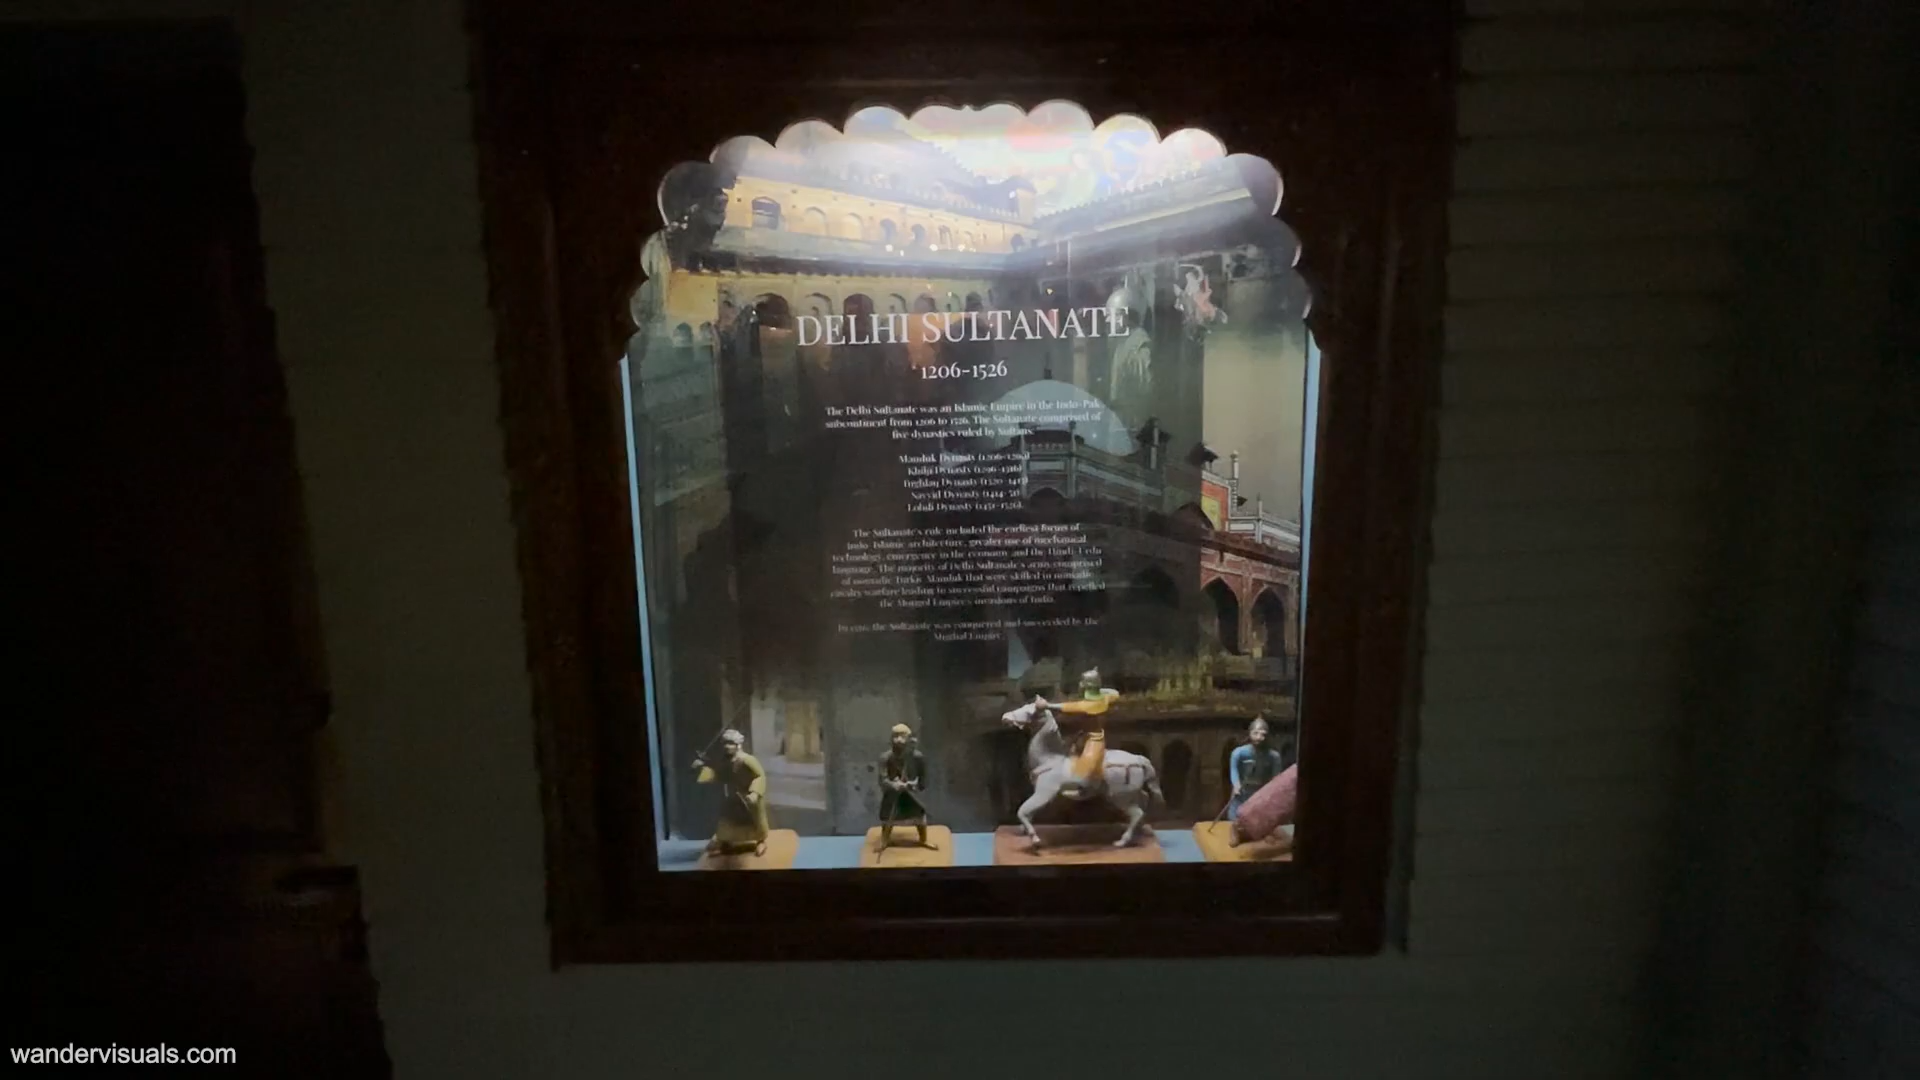 DELHI SULTANATE
1206-1526
The Delhi Sultanate was an Islamic Empire in the Indo-Pak
subcontinent from 1206 to 1526. The Sultanate comprised of
five dynasties ruled by Sultans:
Mamluk Dynasty
Khilji Dynasty
Tughlaq Dynasty
Sayyid Dynasty
Lohdi Dynasty (1451-1526)
The Sultanate's rule included the earliest forms of
Indo-Islamic architecture, greater use of mechanical
technology, emergence in the economy and the Hindi-Urdu
language. The majority of Delhi Sultanate's army comprised
of nomadic Turkic Mamluk that were skilled in nomadic
cavalry warfare leading to successful campaigns that repelled
the Mongol Empire's invasions of India.
In 1526, the Sultanate was conquered and succeeded by the
Mughal Empire.
wandervisuals.com